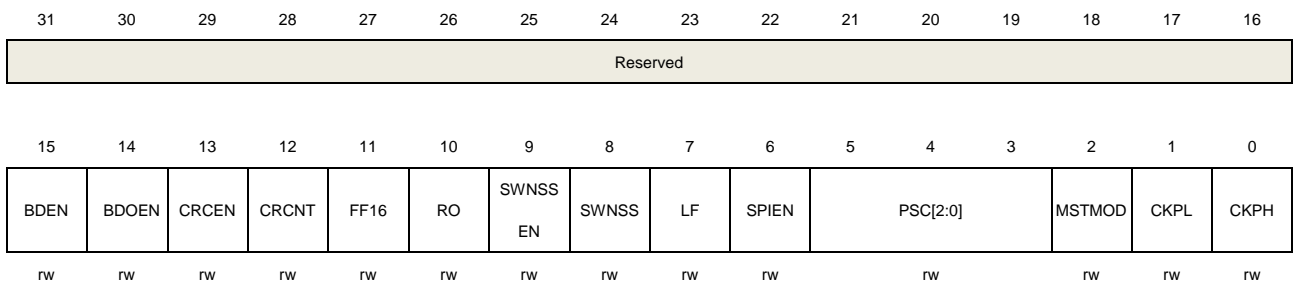 31 30 29 28 27 26 25 24 23 22 21 20 19 18 17 16
Reserved
15 14 13 12 11 10 9 8 7 6 5 4 3 2 1 0
BDEN BDOEN CRCEN CRCNT FF16 RO SWNSS EN SWNSS LF SPIEN PSC[2:0] MSTMOD CKPL CKPH
rw rw rw rw rw rw rw rw rw rw rw rw rw rw